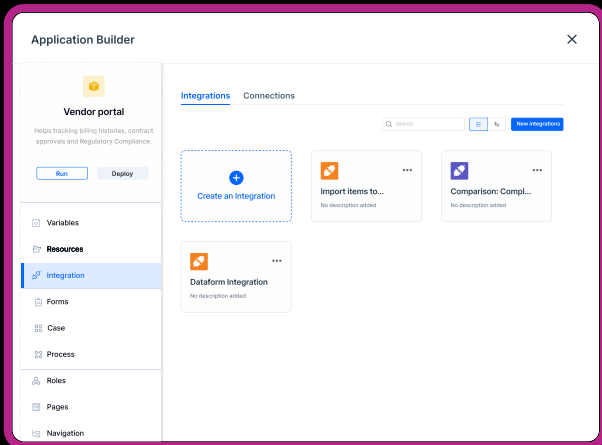 Application Builder
Vendor portal
Helps tracking billing histories, contract
approvals and Regulatory Compliance.
Run
Deploy
Variables
Resources
Integration
Forms
Case
Process
Roles
Pages
Navigation
Integrations
Connections
Search
New integrations
Create an Integration
Import items to...
No description added
Comparison: Compl...
No description added
Dataform Integration
No description added